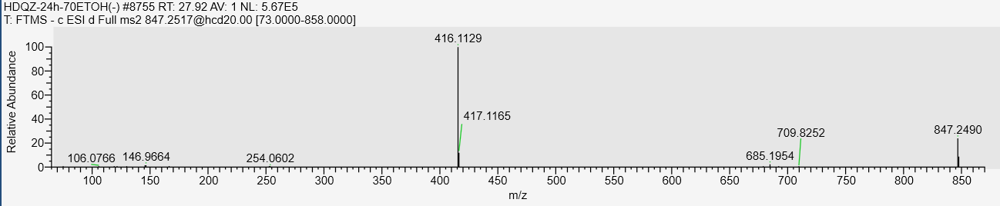 HDQZ-24h-70ETOH(-) #8755 RT: 27.92 AV: 1 NL: 5.67E5
T: FTMS - c ESI d Full ms2 847.2517@hcd20.00 [73.0000-858.0000]
416.1129
100
80
60
40
20
0
Relative Abundance
417.1165
709.8252
847.2490
106.0766
146.9664
254.0602
685.1954
100 150 200 250 300 350 400 450 500 550 600 650 700 750 800 850
m/z